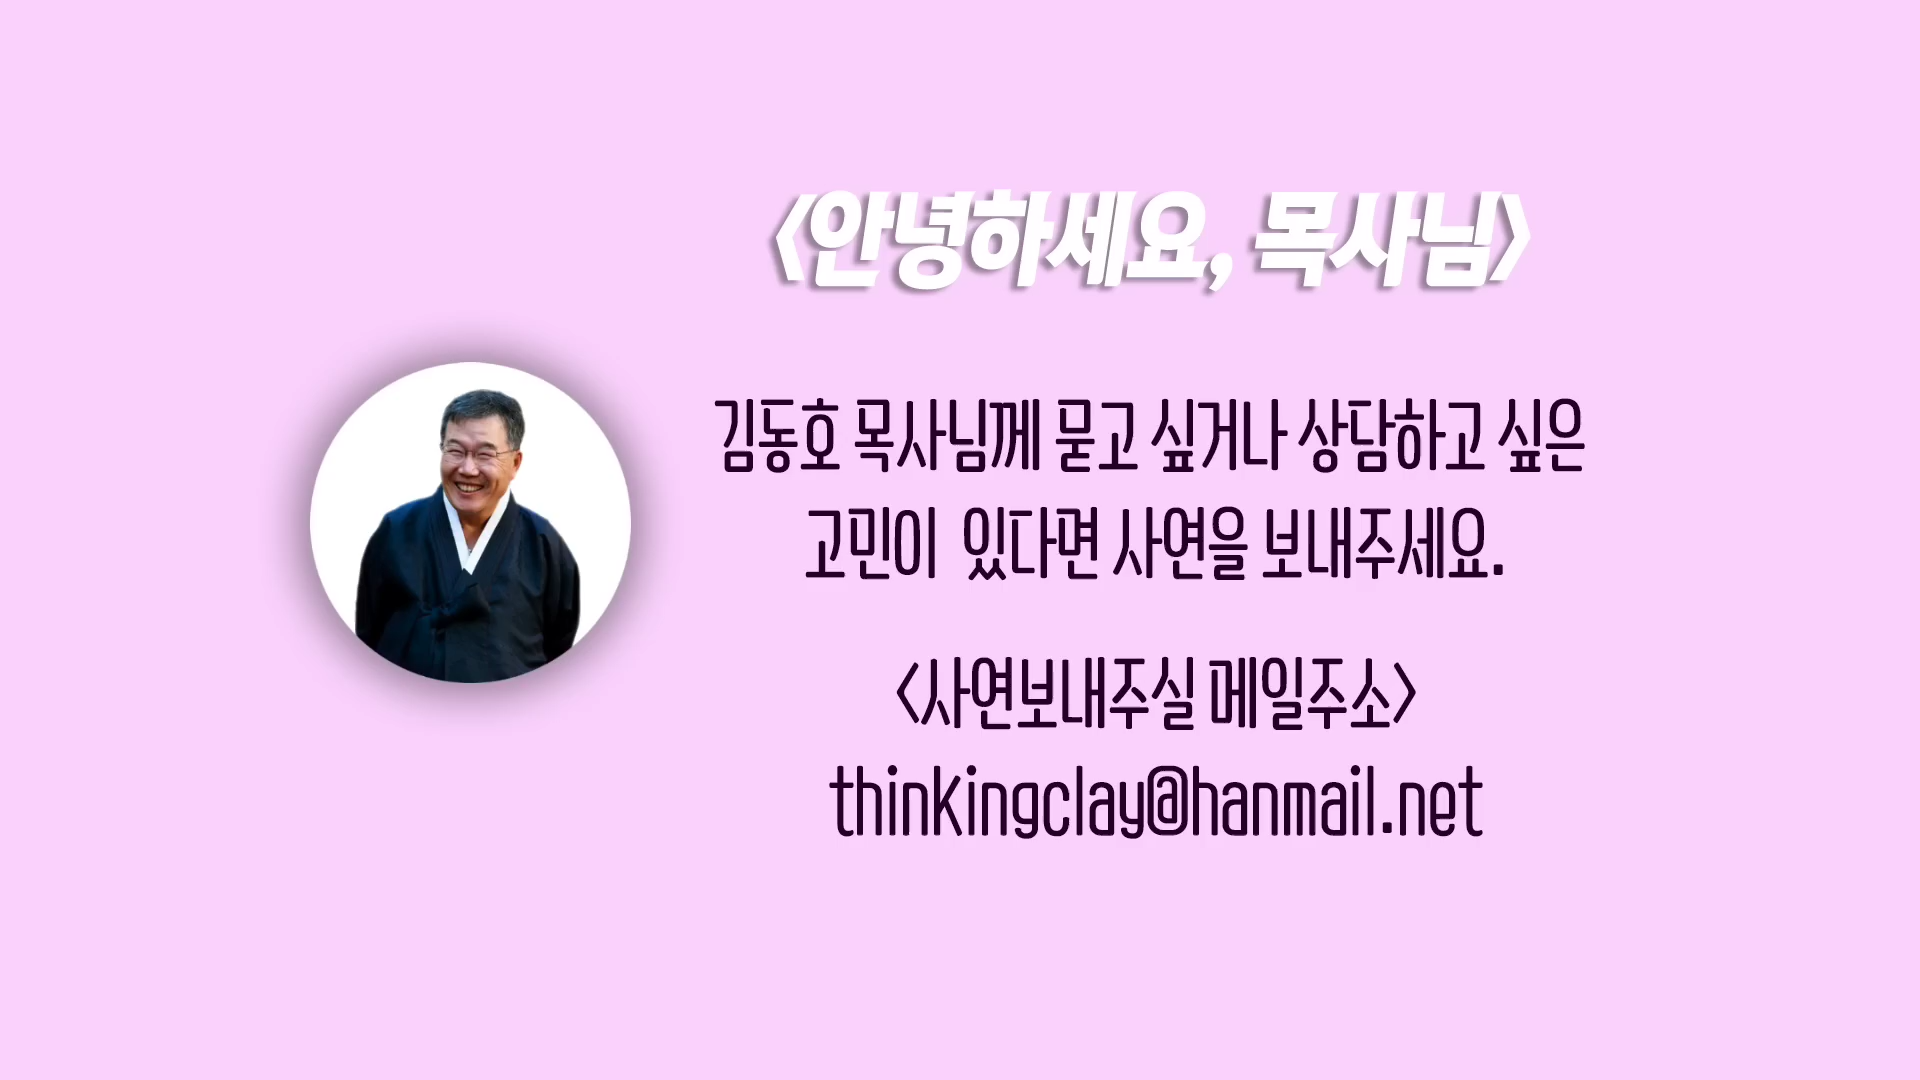 <안녕하세요, 목사님>
김동호 목사님께 묻고 싶거나 상담하고 싶은
고민이 있다면 사연을 보내주세요.
<사연보내주실 메일주소>
thinkingclay@hanmail.net